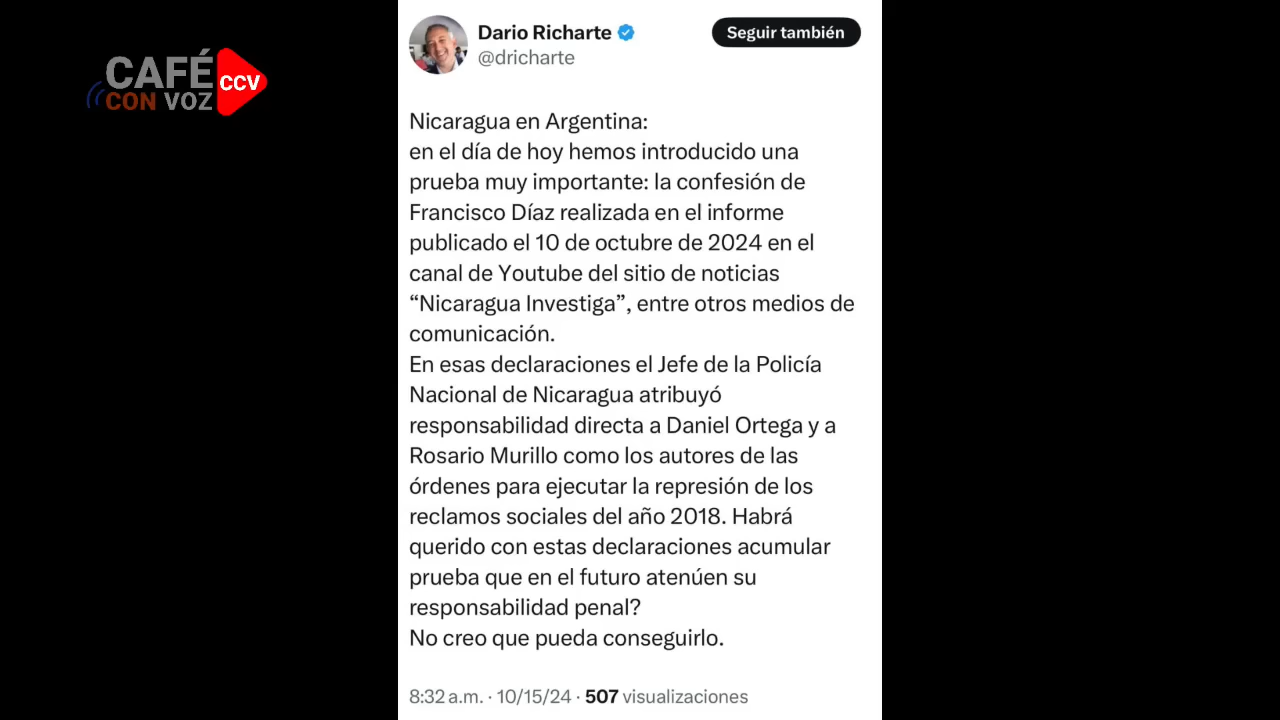 CAFÉ
CON VOZ
CCV
Dario Richarte
@dricharte
Seguir también
Nicaragua en Argentina:
en el día de hoy hemos introducido una
prueba muy importante: la confesión de
Francisco Díaz realizada en el informe
publicado el 10 de octubre de 2024 en el
canal de Youtube del sitio de noticias
“Nicaragua Investiga”, entre otros medios de
comunicación.
En esas declaraciones el Jefe de la Policía
Nacional de Nicaragua atribuyó
responsabilidad directa a Daniel Ortega y a
Rosario Murillo como los autores de las
órdenes para ejecutar la represión de los
reclamos sociales del año 2018. Habrá
querido con estas declaraciones acumular
prueba que en el futuro atenúen su
responsabilidad penal?
No creo que pueda conseguirlo.
8:32 a.m. · 10/15/24 · 507 visualizaciones